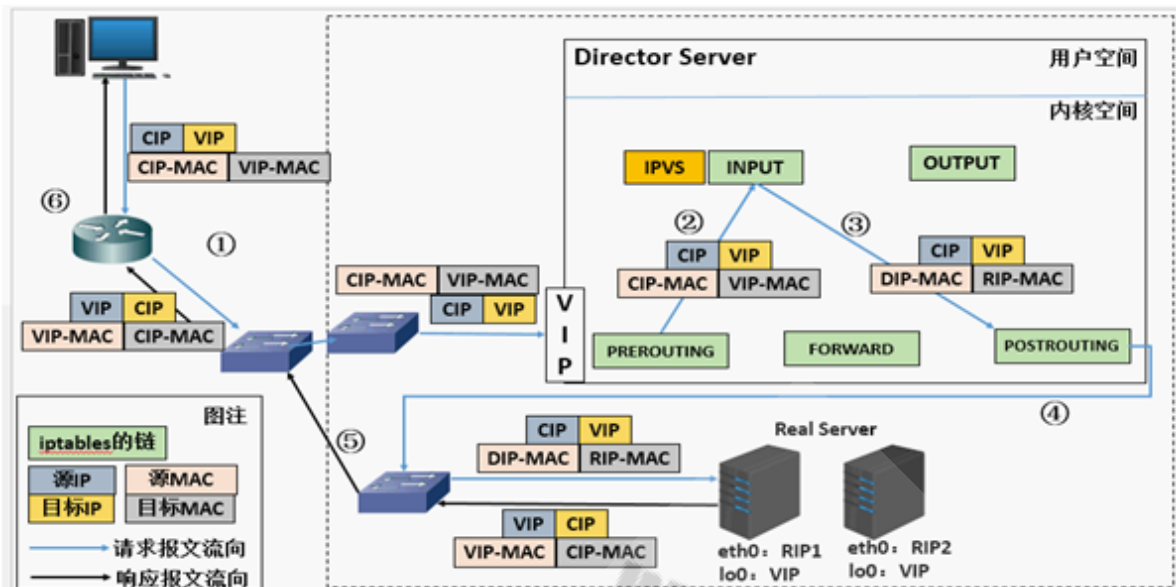 Director Server
用户空间
内核空间
CIP VIP
CIP-MAC VIP-MAC
IPVS INPUT
OUTPUT
⑥
①
②
③
CIP VIP
CIP-MAC VIP-MAC
CIP VIP
DIP-MAC RIP-MAC
CIP-MAC VIP-MAC
CIP VIP
VIP
VIP CIP
VIP-MAC CIP-MAC
PREROUTING
FORWARD
POSTROUTING
④
图注
iptables的链
源IP 源MAC
目标IP 目标MAC
请求报文流向
响应报文流向
⑤
CIP VIP
DIP-MAC RIP-MAC
Real Server
VIP CIP
VIP-MAC CIP-MAC
eth0：RIP1
lo0：VIP
eth0：RIP2
lo0：VIP